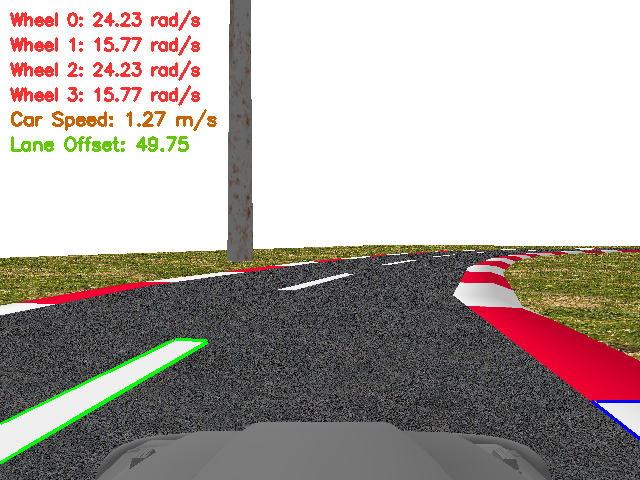 Wheel 0: 24.23 rad/s
Wheel 1: 15.77 rad/s
Wheel 2: 24.23 rad/s
Wheel 3: 15.77 rad/s
Car Speed: 1.27 m/s
Lane Offset: 49.75